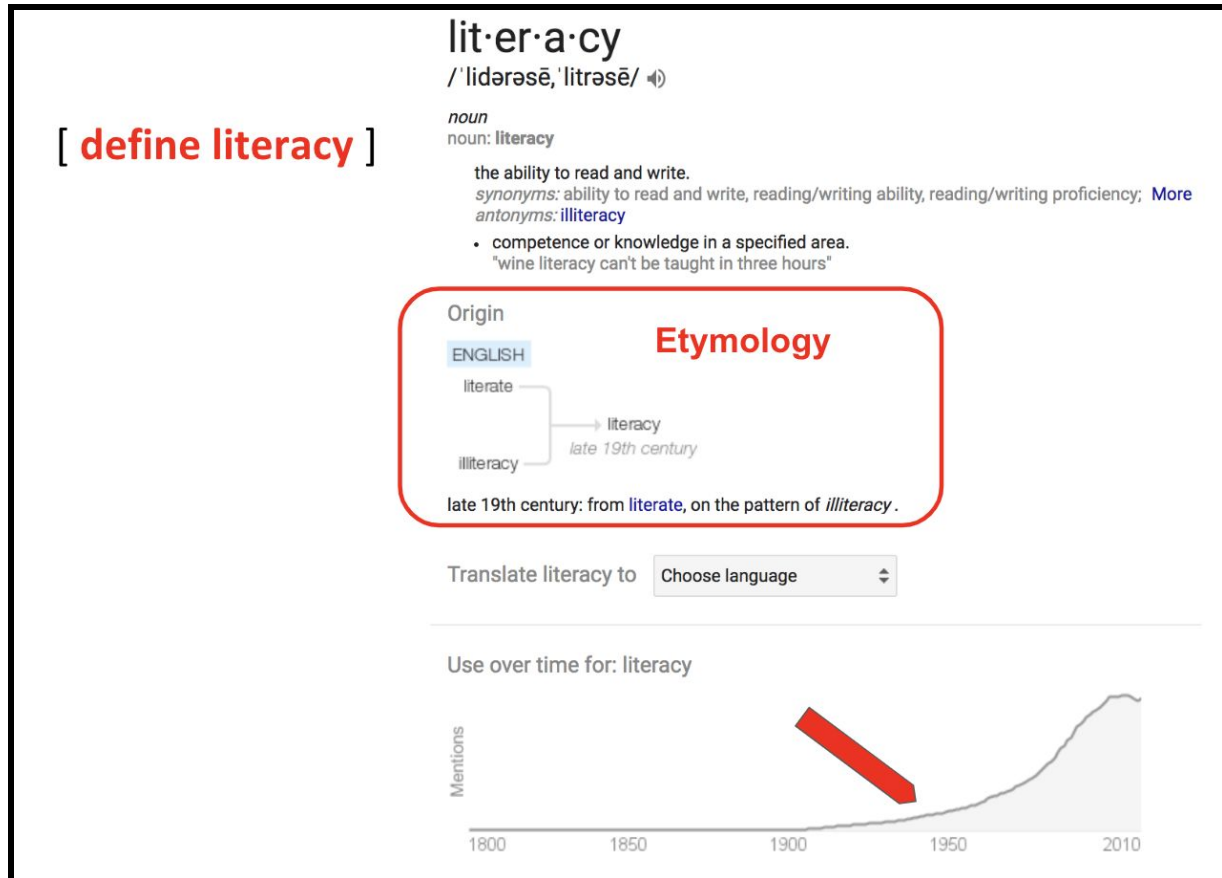 lit·er·a·cy
/ˈlidərəsē,ˈlitrəsē/
[ define literacy ]
noun
noun: literacy
the ability to read and write.
synonyms: ability to read and write, reading/writing ability, reading/writing proficiency; More
antonyms: illiteracy
• competence or knowledge in a specified area.
"wine literacy can't be taught in three hours"
Origin
Etymology
ENGLISH
literate
literacy
late 19th century
illiteracy
late 19th century: from literate, on the pattern of illiteracy .
Translate literacy to Choose language
Use over time for: literacy
Mentions
1800 1850 1900 1950 2010